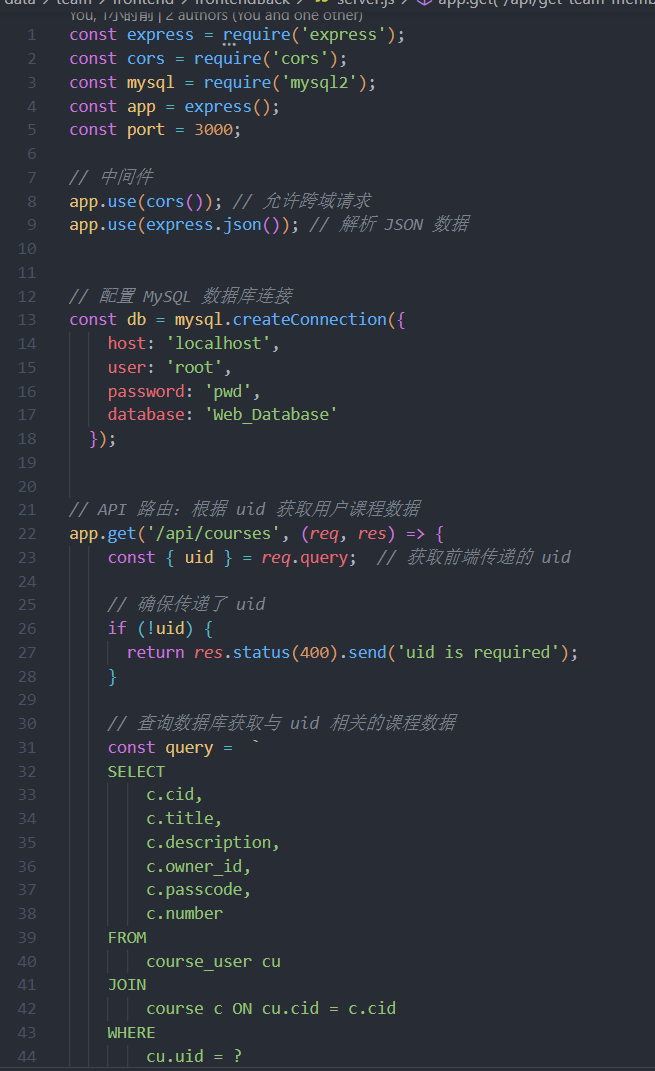 data > team > frontend > frontendBack > server.js > app.get('/api/get-team-memb
You, 1小时前 | 2 authors (You and one other)
1 const express = require('express');
2 const cors = require('cors');
3 const mysql = require('mysql2');
4 const app = express();
5 const port = 3000;
6
7 // 中间件
8 app.use(cors()); // 允许跨域请求
9 app.use(express.json()); // 解析 JSON 数据
10
11
12 // 配置 MySQL 数据库连接
13 const db = mysql.createConnection({
14     host: 'localhost',
15     user: 'root',
16     password: 'pwd',
17     database: 'Web_Database'
18   });
19
20
21 // API 路由：根据 uid 获取用户课程数据
22 app.get('/api/courses', (req, res) => {
23     const { uid } = req.query;  // 获取前端传递的 uid
24
25     // 确保传递了 uid
26     if (!uid) {
27       return res.status(400).send('uid is required');
28     }
29
30     // 查询数据库获取与 uid 相关的课程数据
31     const query =  `
32     SELECT
33         c.cid,
34         c.title,
35         c.description,
36         c.owner_id,
37         c.passcode,
38         c.number
39     FROM
40         course_user cu
41     JOIN
42         course c ON cu.cid = c.cid
43     WHERE
44         cu.uid = ?